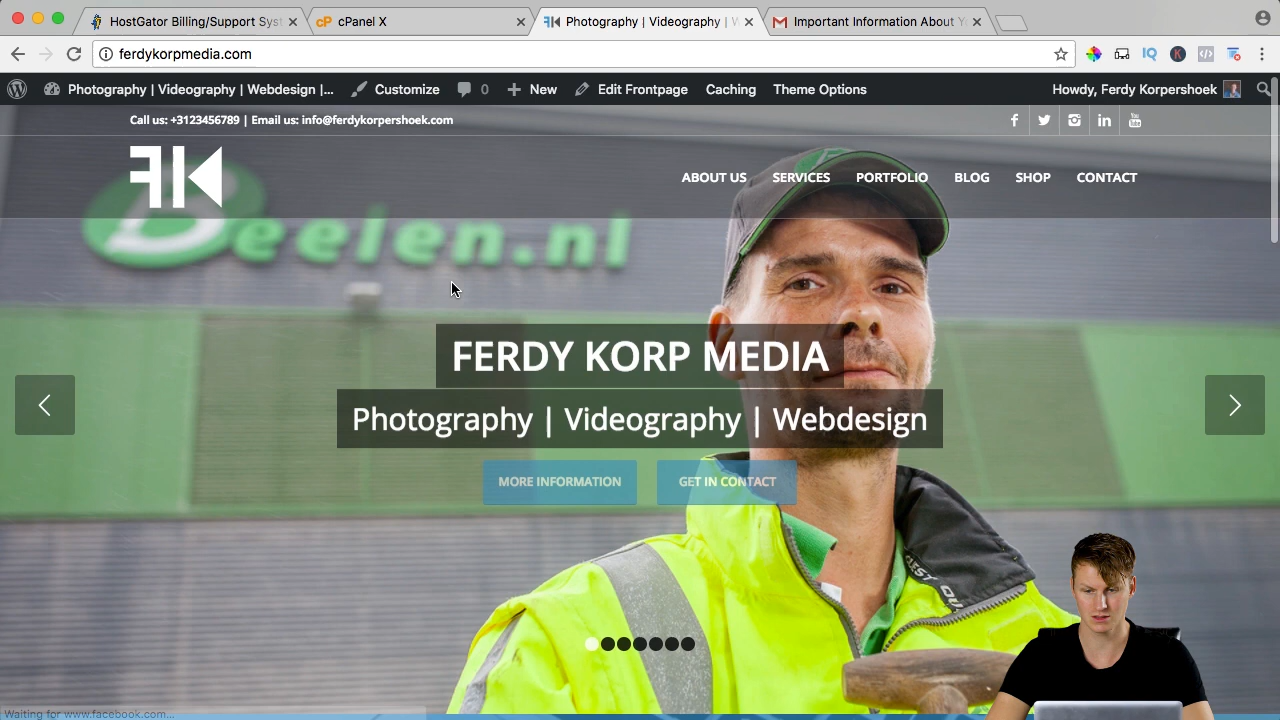 HostGator Billing/Support Sys
cPanel X
Photography | Videography | W
Important Information About Y
ferdykorpmedia.com
Photography | Videography | Webdesign |...
Customize
0
New
Edit Frontpage
Caching
Theme Options
Howdy, Ferdy Korpershoek
Call us: +3123456789 | Email us: info@ferdykorpershoek.com
FK
ABOUT US
SERVICES
PORTFOLIO
BLOG
SHOP
CONTACT
Beelen.nl
FERDY KORP MEDIA
Photography | Videography | Webdesign
MORE INFORMATION
GET IN CONTACT
Waiting for www.facebook.com...